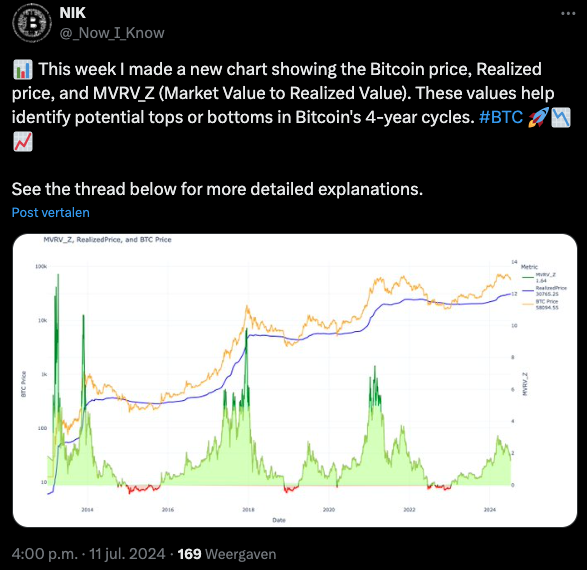 NIK
@_Now_I_Know
📊 This week I made a new chart showing the Bitcoin price, Realized
price, and MVRV_Z (Market Value to Realized Value). These values help
identify potential tops or bottoms in Bitcoin's 4-year cycles. #BTC 🚀📉
📈
See the thread below for more detailed explanations.
Post vertalen
MVRV_Z, RealizedPrice, and BTC Price
100k
10k
1k
100
10
BTC Price
14
12
10
8
6
4
2
0
MVRV_Z
Metric
MVRV_Z
1.64
RealizedPrice
30765.25
BTC Price
58094.55
2014
2016
2018
2020
2022
2024
Date
4:00 p.m. · 11 jul. 2024 · 169 Weergaven